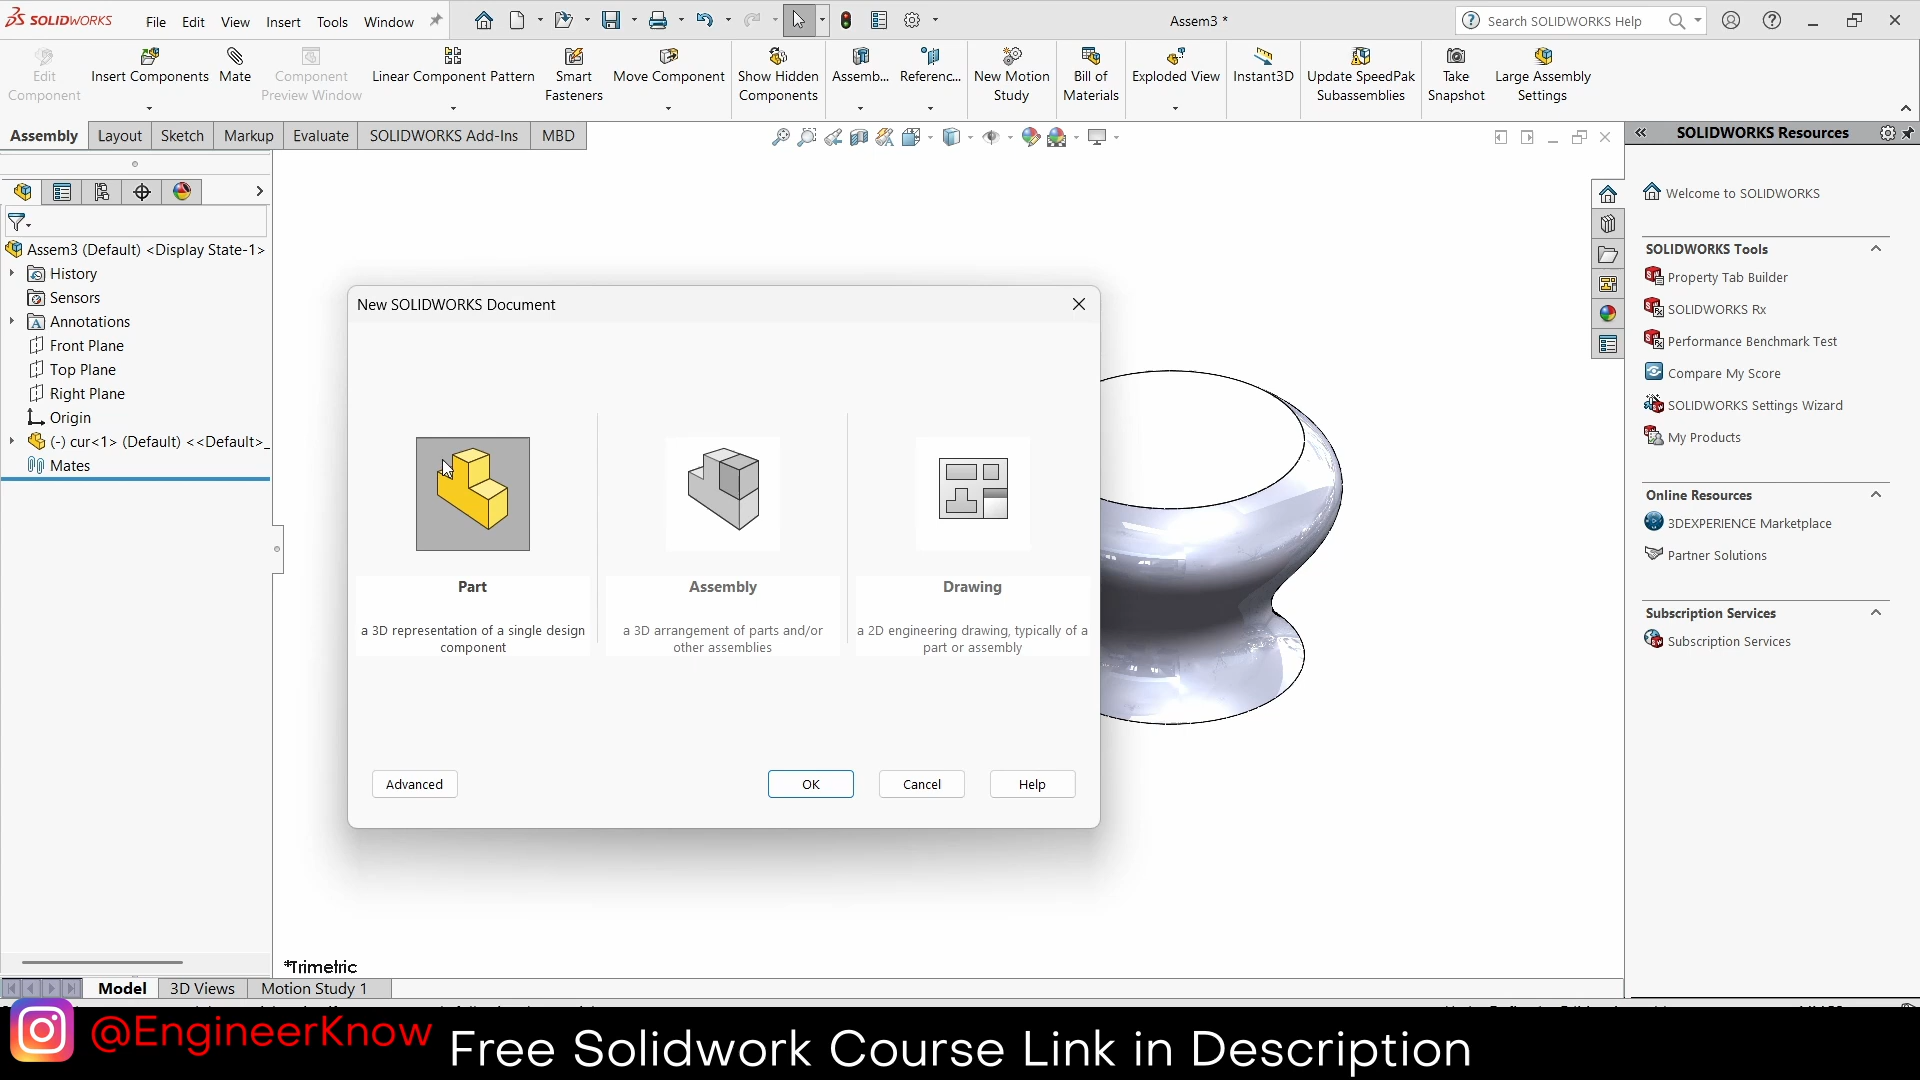 SOLIDWORKS
File Edit View Insert Tools Window
Assem3 *
Search SOLIDWORKS Help
Edit Component
Insert Components
Mate
Component Preview Window
Linear Component Pattern
Smart Fasteners
Move Component
Show Hidden Components
Assemb...
Referenc...
New Motion Study
Bill of Materials
Exploded View
Instant3D
Update SpeedPak Subassemblies
Take Snapshot
Large Assembly Settings
Assembly Layout Sketch Markup Evaluate SOLIDWORKS Add-Ins MBD
SOLIDWORKS Resources
Assem3 (Default) <Display State-1>
History
Sensors
Annotations
Front Plane
Top Plane
Right Plane
Origin
(-) cur<1> (Default) <<Default>_
Mates
New SOLIDWORKS Document
Part
a 3D representation of a single design
component
Assembly
a 3D arrangement of parts and/or
other assemblies
Drawing
a 2D engineering drawing, typically of a
part or assembly
Advanced
OK
Cancel
Help
Welcome to SOLIDWORKS
SOLIDWORKS Tools
Property Tab Builder
SOLIDWORKS Rx
Performance Benchmark Test
Compare My Score
SOLIDWORKS Settings Wizard
My Products
Online Resources
3DEXPERIENCE Marketplace
Partner Solutions
Subscription Services
Subscription Services
*Trimetric
Model 3D Views Motion Study 1
@EngineerKnow
Free Solidwork Course Link in Description